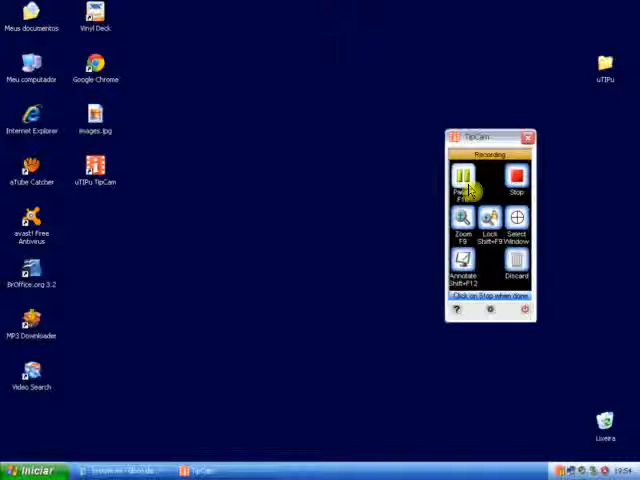 Meus documentos
Vinyl Deck
Meu computador
Google Chrome
uTIPu
Internet Explorer
images.jpg
TipCam
Recording
aTube Catcher
uTIPu TipCam
Stop
avast! Free
Antivirus
Zoom
F9
Lock
Shift+F9
Select
Window
BrOffice.org 3.2
Annotate
Shift+F12
Discard
Click on Stop when done
?
MP3 Downloader
Video Search
Lixeira
Iniciar
TipCam
19:54